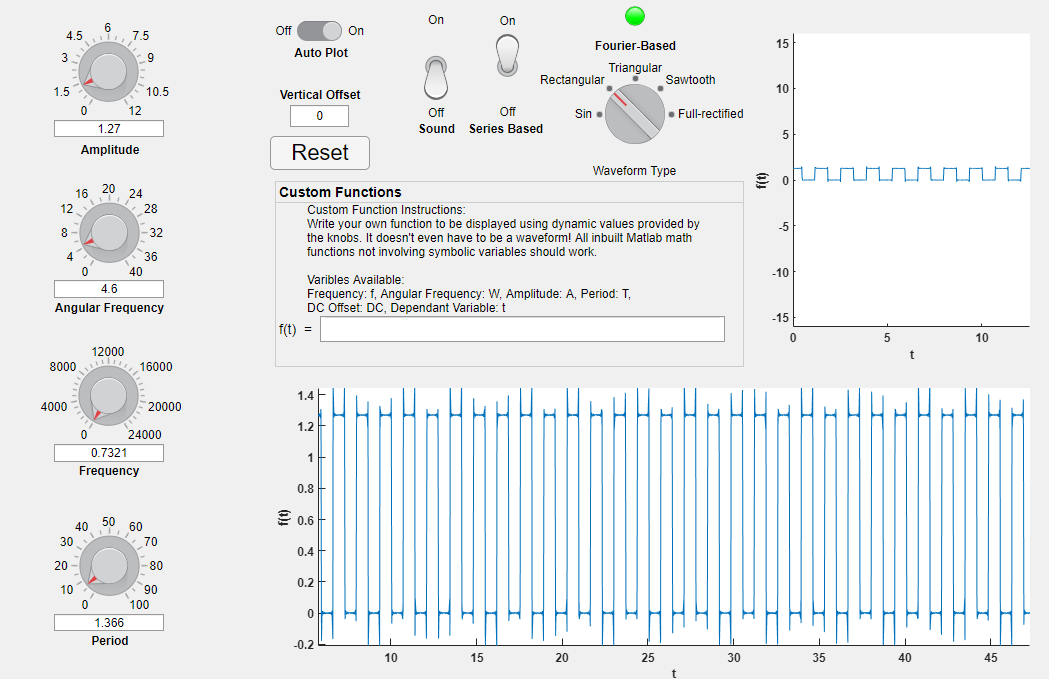 6
4.5 7.5
3 9
1.5 10.5
0 12
1.27
Amplitude
20
16 24
12 28
8 32
4 36
0 40
4.6
Angular Frequency
12000
8000 16000
4000 20000
0 24000
0.7321
Frequency
50
40 60
30 70
20 80
10 90
0 100
1.366
Period
Off On
Auto Plot
Vertical Offset
0
Reset
On
Off
Sound
On
Off
Series Based
Fourier-Based
Triangular
Rectangular Sawtooth
Sin Full-rectified
Waveform Type
Custom Functions
Custom Function Instructions:
Write your own function to be displayed using dynamic values provided by
the knobs. It doesn't even have to be a waveform! All inbuilt Matlab math
functions not involving symbolic variables should work.
Varibles Available:
Frequency: f, Angular Frequency: W, Amplitude: A, Period: T,
DC Offset: DC, Dependant Variable: t
f(t) =
15
10
5
0
-5
-10
-15
f(t)
0 5 10
t
1.4
1.2
1
0.8
0.6
0.4
0.2
0
-0.2
f(t)
10 15 20 25 30 35 40 45
t